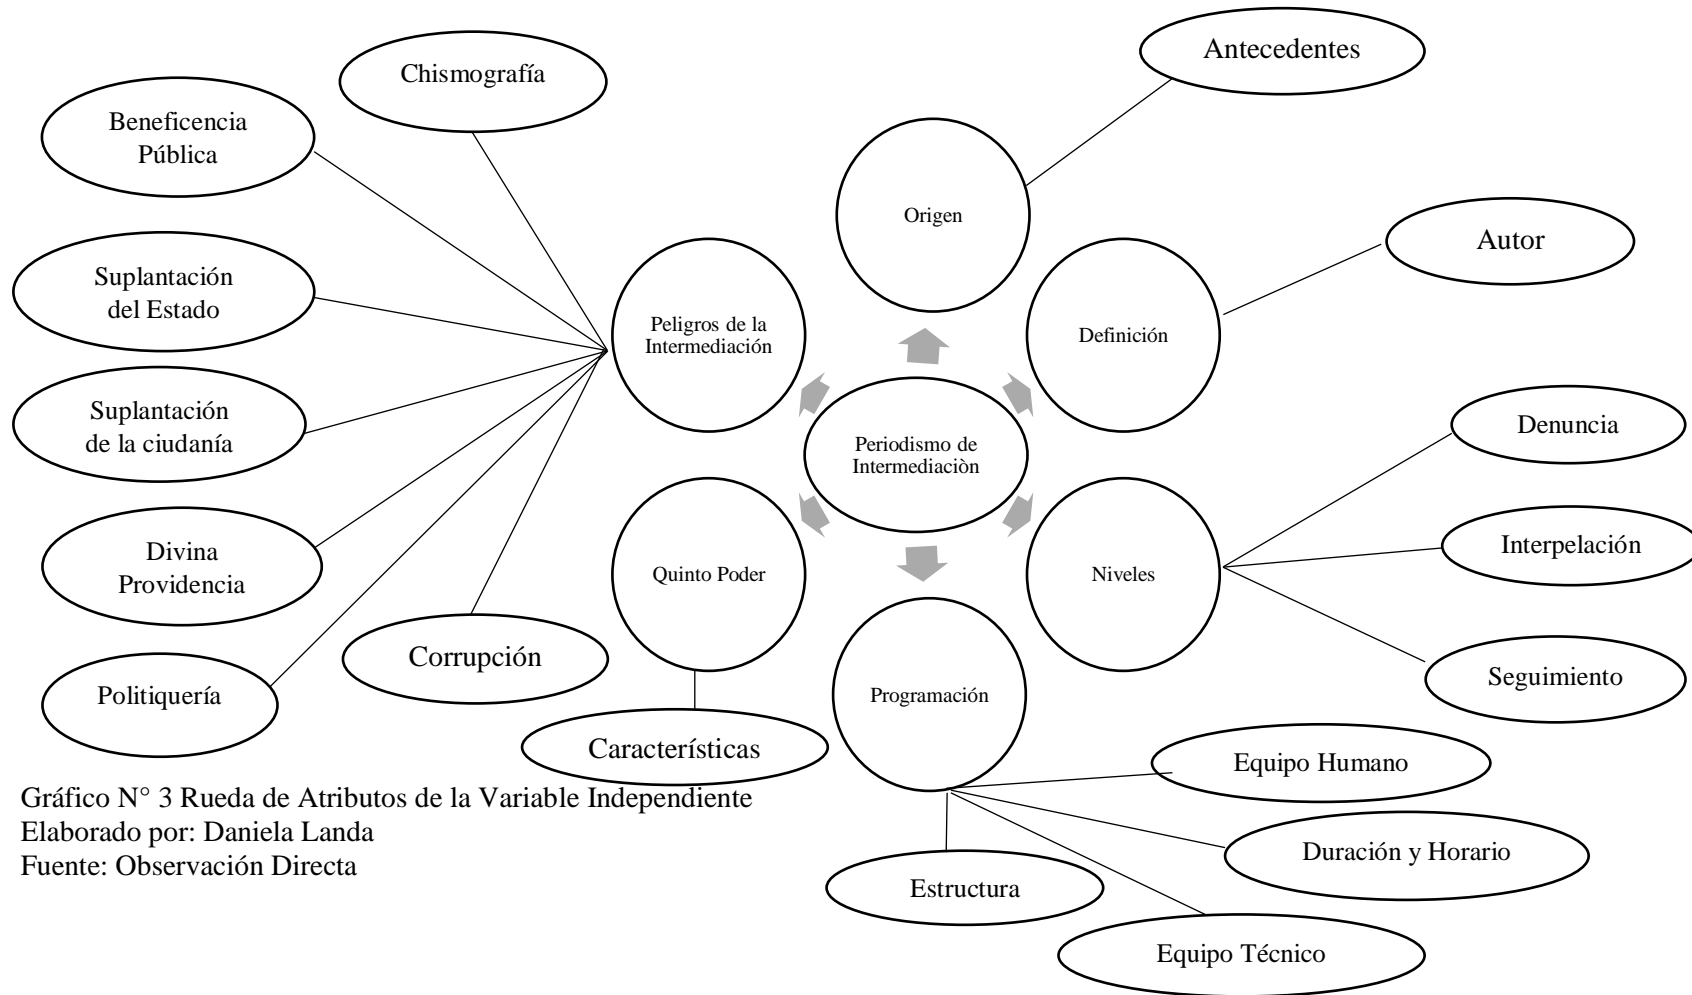 Antecedentes
Chismografía
Beneficencia
Pública
Origen
Autor
Suplantación
del Estado
Peligros de la
Intermediación
Definición
Suplantación
de la ciudanía
Periodismo de
Intermediaciòn
Denuncia
Interpelación
Divina
Providencia
Quinto Poder
Niveles
Corrupción
Seguimiento
Politiquería
Programación
Característicás
Equipo Humano
Gráfico N° 3 Rueda de Atributos de la Variable Independiente
Elaborado por: Daniela Landa
Fuente: Observación Directa
Duración y Horario
Estructura
Equipo Técnico